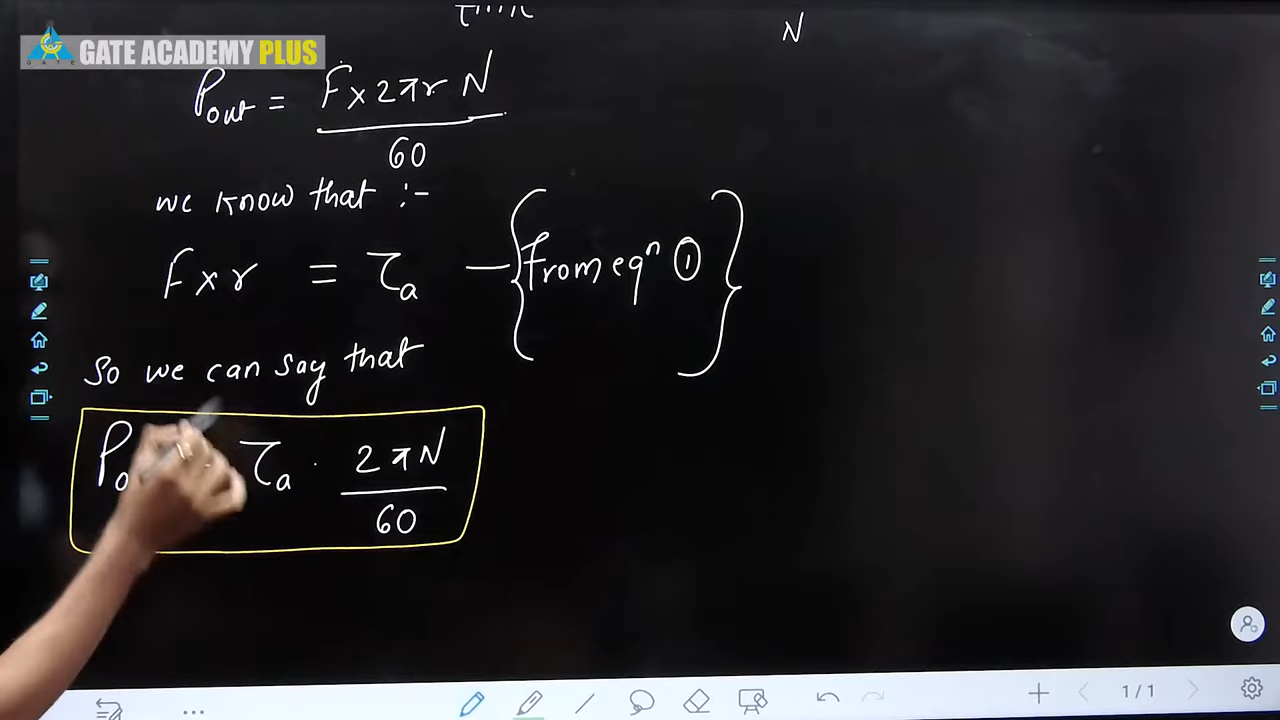 N
GATE ACADEMY PLUS
GATE
Pout = F × 2πr N
60
we know that :-
F × r = τa — { from eqⁿ ① }
So we can say that
τa · 2πN
60
1/1